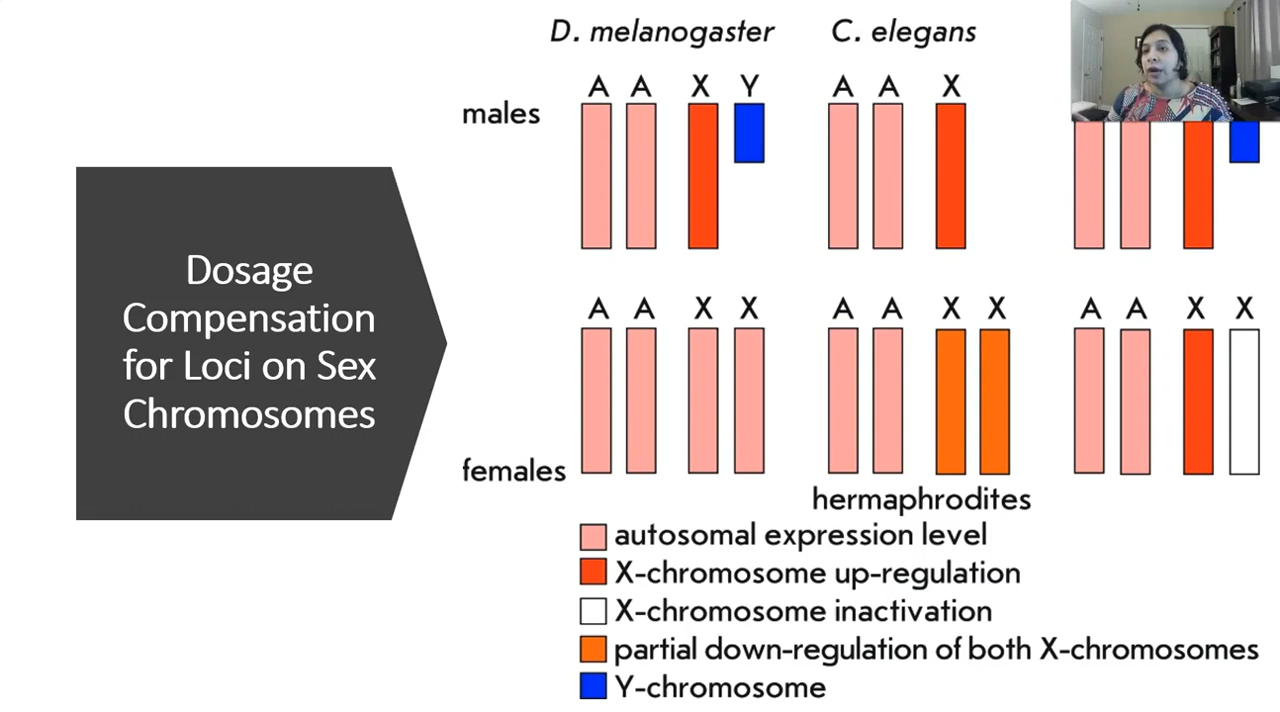 Dosage
Compensation
for Loci on Sex
Chromosomes
D. melanogaster
C. elegans
males
A A X Y
A A X
A A X X
A A X X
A A X X
females
hermaphrodites
autosomal expression level
X-chromosome up-regulation
X-chromosome inactivation
partial down-regulation of both X-chromosomes
Y-chromosome